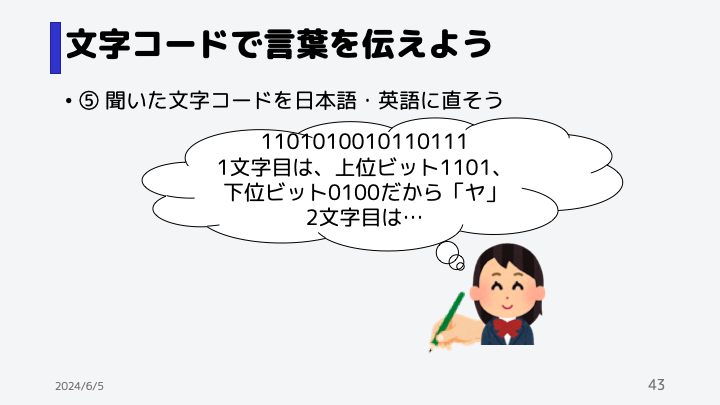 文字コードで言葉を伝えよう
• ⑤ 聞いた文字コードを日本語・英語に直そう
1101010010110111
1文字目は、上位ビット1101、
下位ビット0100だから「ヤ」
2文字目は…
2024/6/5
43